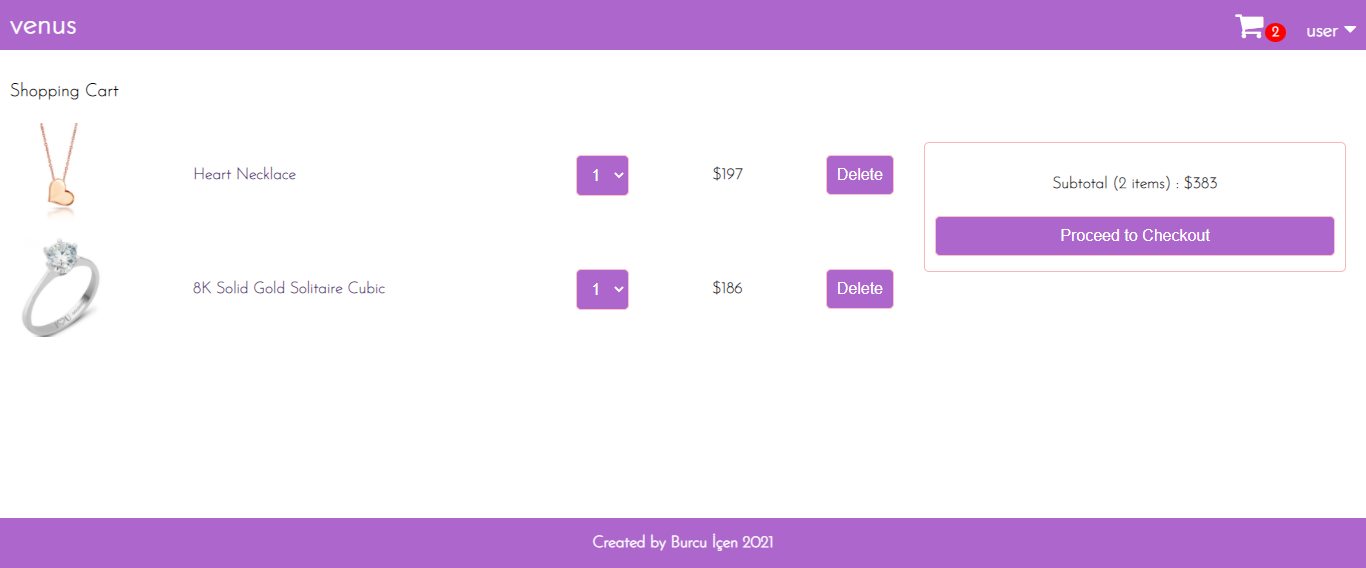 venus
2
user
Shopping Cart
Heart Necklace
1
$197
Delete
8K Solid Gold Solitaire Cubic
1
$186
Delete
Subtotal (2 items) : $383
Proceed to Checkout
Created by Burcu İçen 2021